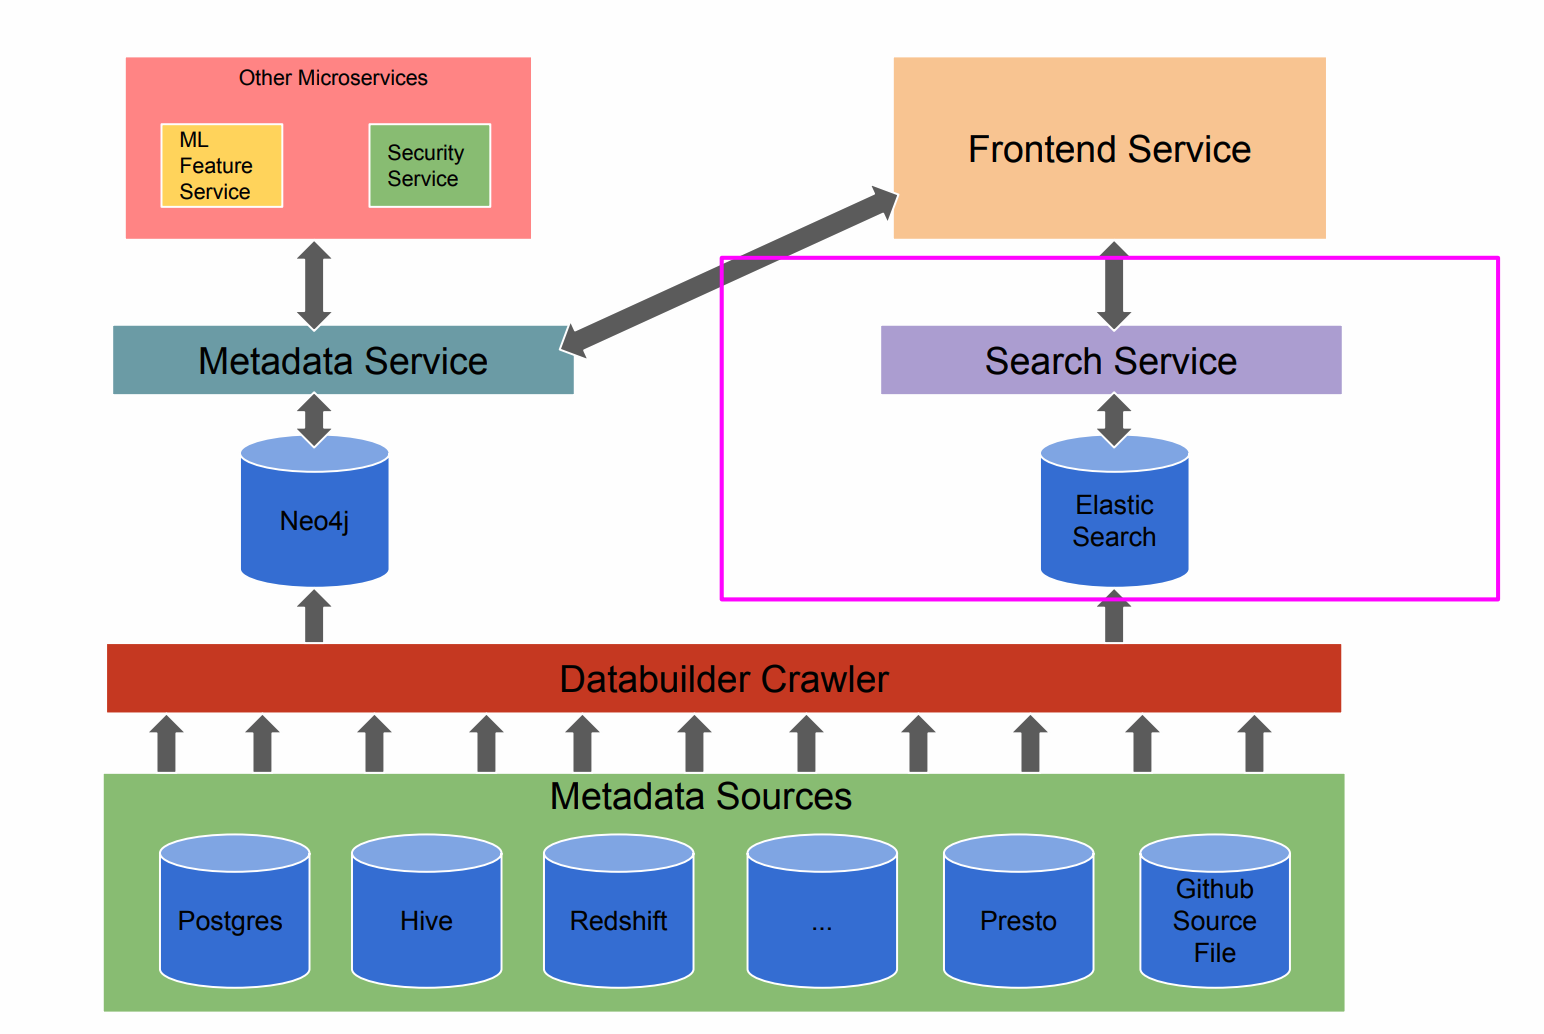 Other Microservices
ML
Feature
Service
Security
Service
Frontend Service
Metadata Service
Search Service
Neo4j
Elastic
Search
Databuilder Crawler
Metadata Sources
Postgres
Hive
Redshift
...
Presto
Github
Source
File